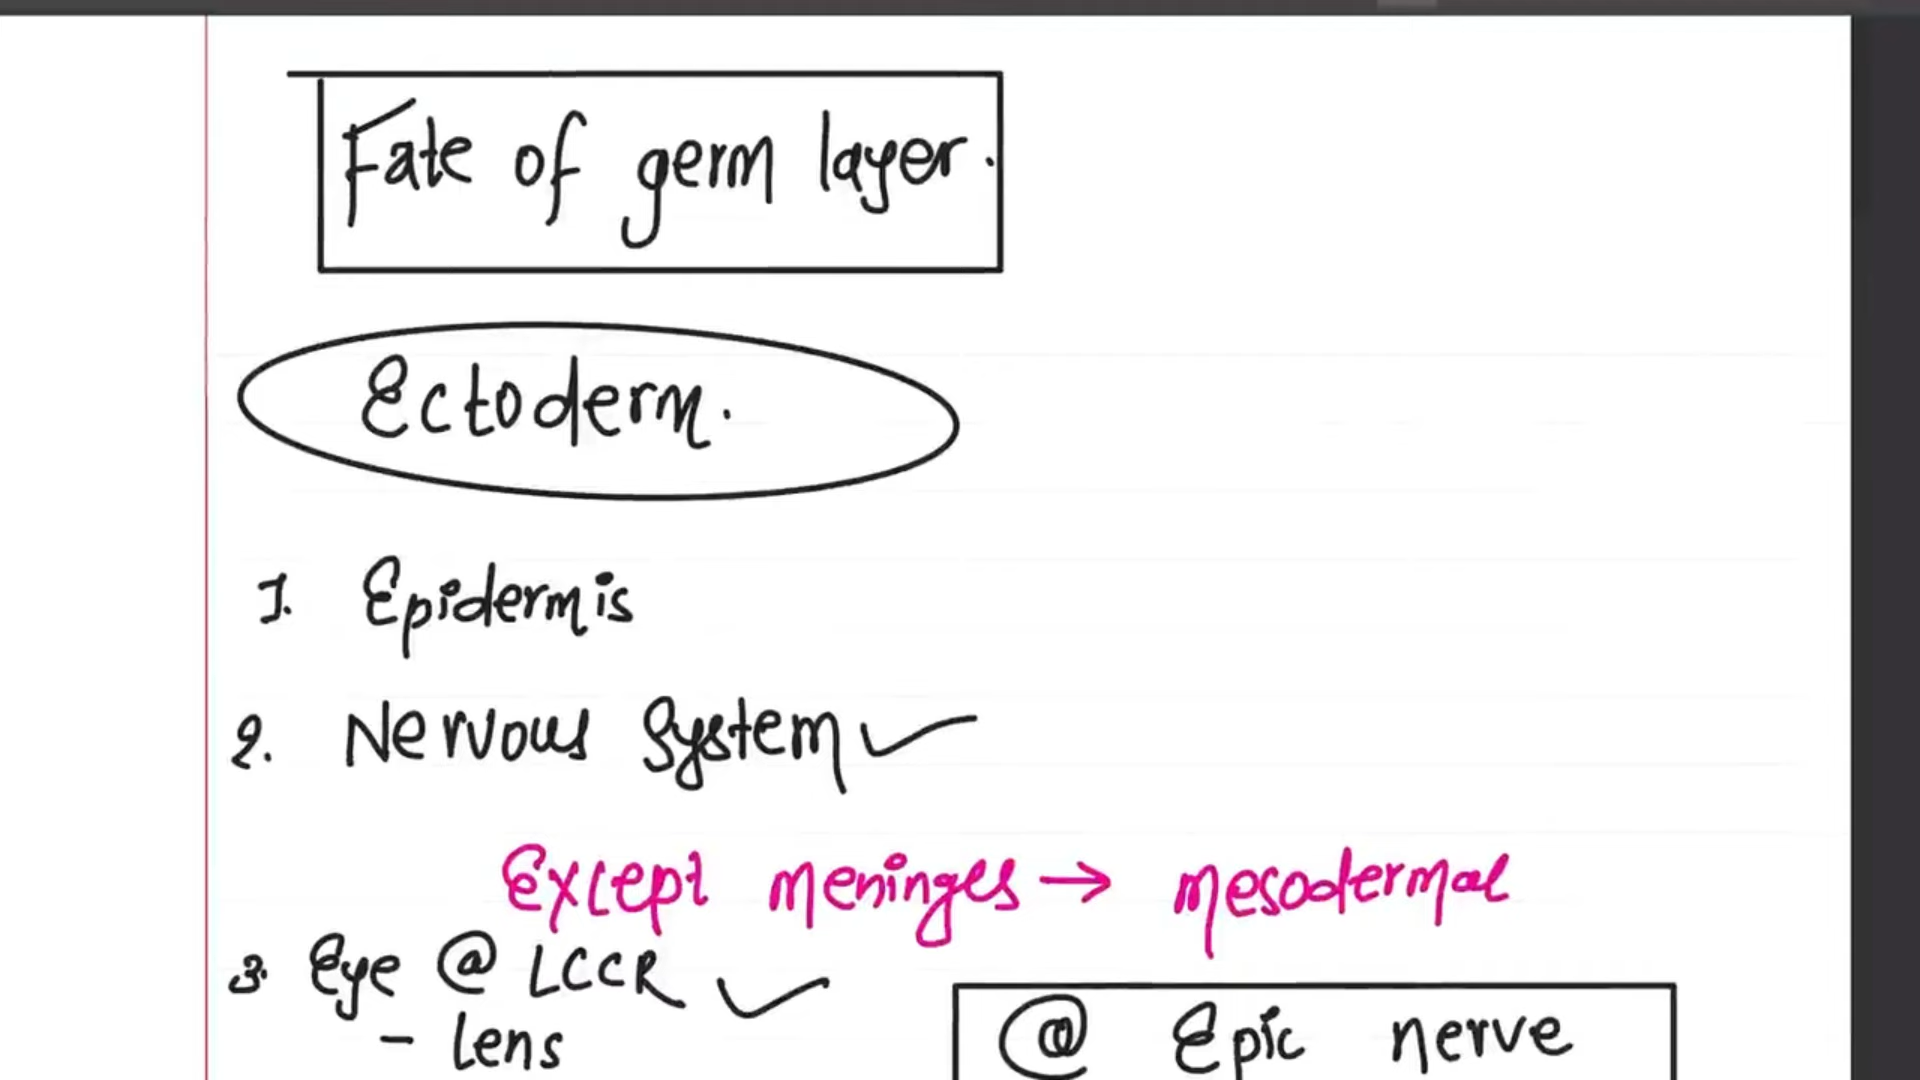 Fate of germ layer.
Ectoderm.
1. Epidermis
2. Nervous System ✓
Except meninges → mesodermal
3. Eye @ LCCR ✓
- Lens
@ Epic nerve